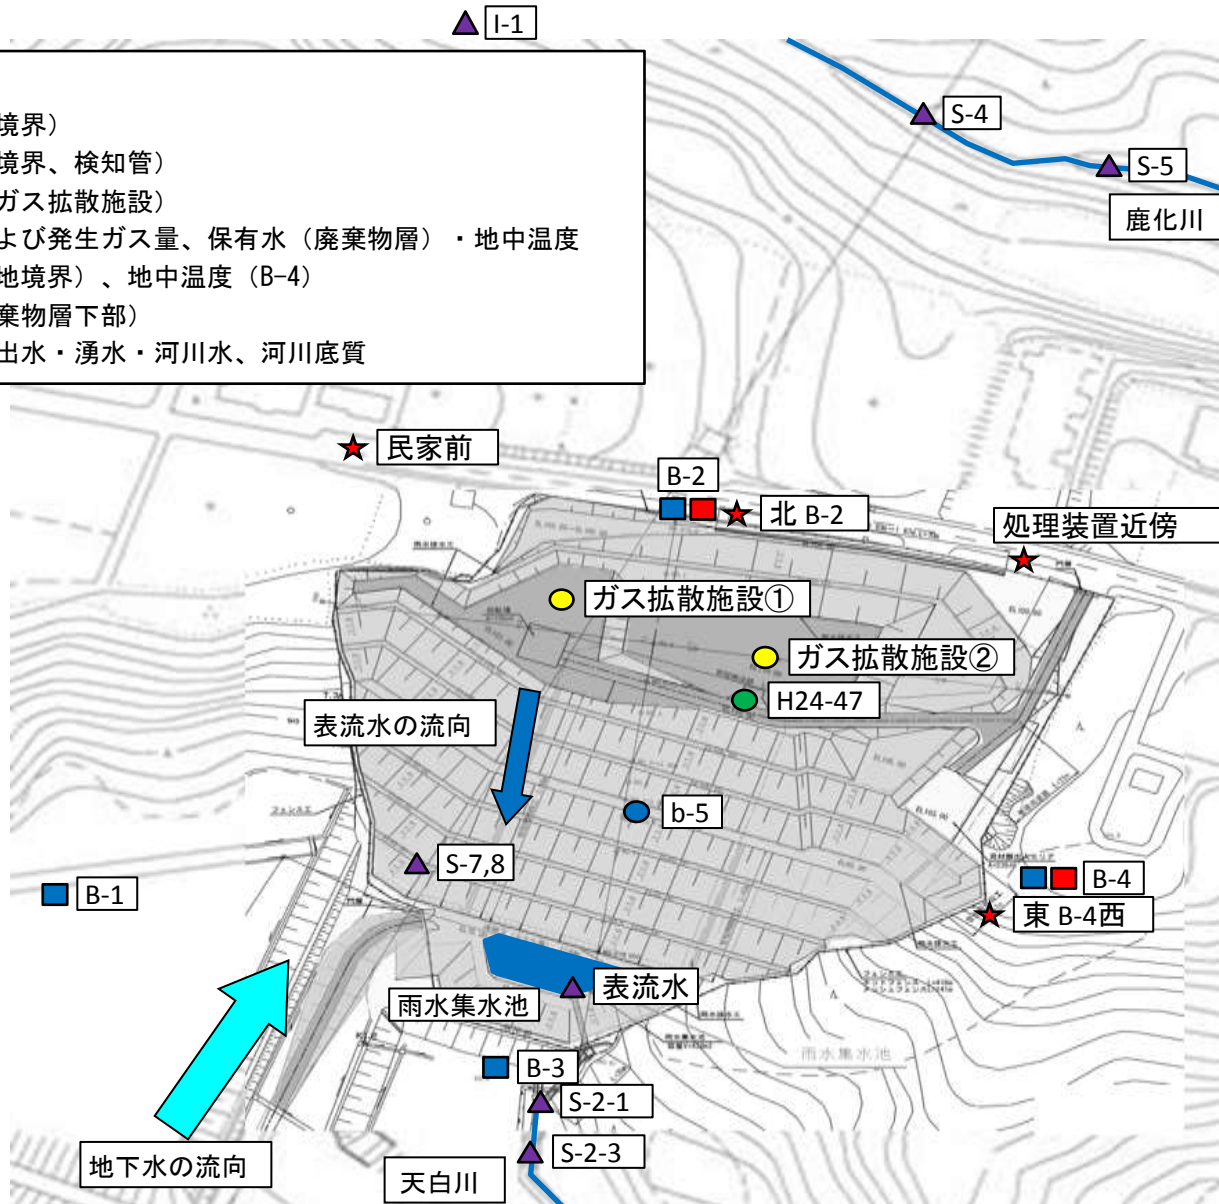 I-1
境界）
境界、検知管）
ガス拡散施設）
よび発生ガス量、保有水（廃棄物層）・地中温度
地境界）、地中温度（B-4）
棄物層下部）
出水・湧水・河川水、河川底質
S-4
S-5
鹿化川
民家前
B-2
北 B-2
処理装置近傍
ガス拡散施設①
ガス拡散施設②
H24-47
表流水の流向
b-5
S-7,8
B-1
B-4
東 B-4西
表流水
雨水集水池
雨水集水池
B-3
S-2-1
S-2-3
地下水の流向
天白川